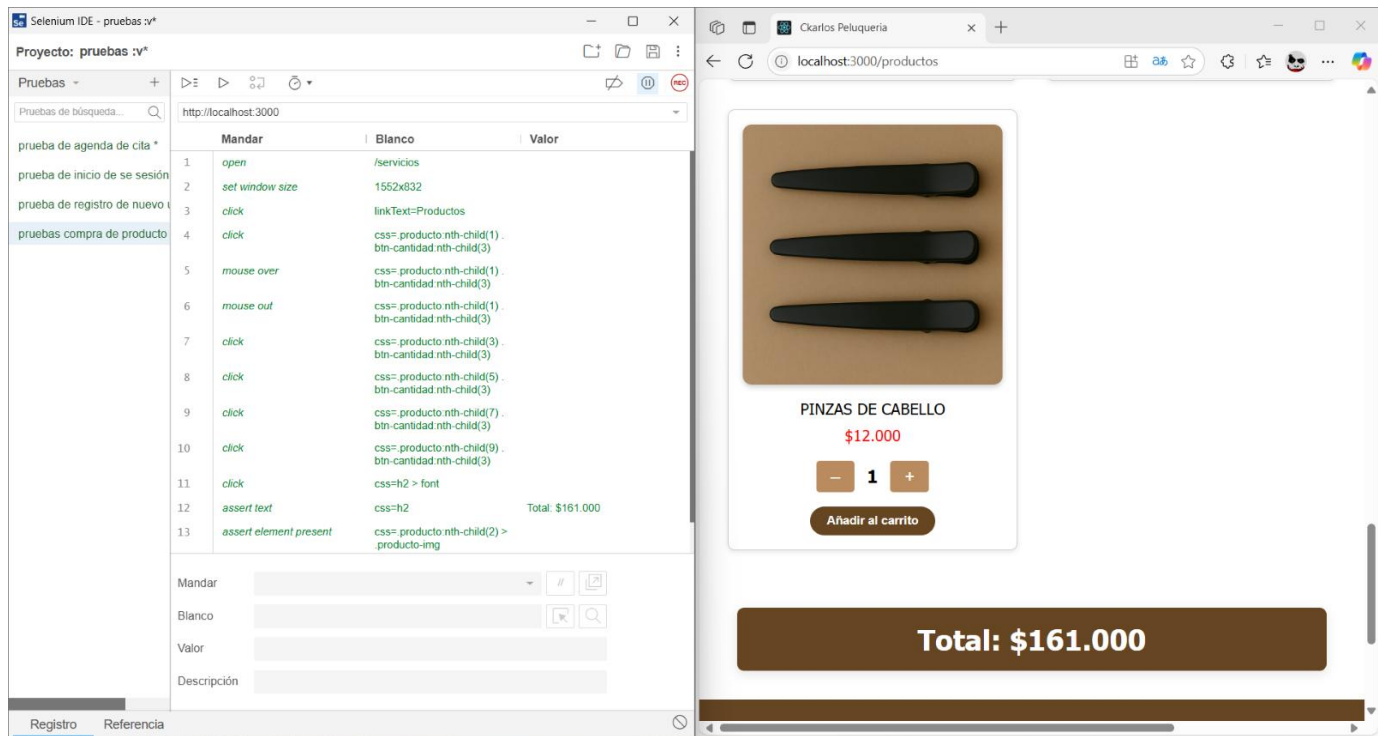 Selenium IDE - pruebas :v*
Proyecto: pruebas :v*
Pruebas
Pruebas de búsqueda...
prueba de agenda de cita *
prueba de inicio de se sesión
prueba de registro de nuevo
pruebas compra de producto
REC
http://localhost:3000
Mandar Blanco Valor
1 open /servicios
2 set window size 1552x832
3 click linkText=Productos
4 click css=.producto:nth-child(1) .
btn-cantidad:nth-child(3)
5 mouse over css=.producto:nth-child(1) .
btn-cantidad:nth-child(3)
6 mouse out css=.producto:nth-child(1) .
btn-cantidad:nth-child(3)
7 click css=.producto:nth-child(3) .
btn-cantidad:nth-child(3)
8 click css=.producto:nth-child(5) .
btn-cantidad:nth-child(3)
9 click css=.producto:nth-child(7) .
btn-cantidad:nth-child(3)
10 click css=.producto:nth-child(9) .
btn-cantidad:nth-child(3)
11 click css=h2 > font
12 assert text css=h2 Total: $161.000
13 assert element present css=.producto:nth-child(2) >
.producto-img
Mandar
//
Blanco
Valor
Descripción
Registro Referencia
Ckarlos Peluqueria
localhost:3000/productos
PINZAS DE CABELLO
$12.000
– 1 +
Añadir al carrito
Total: $161.000